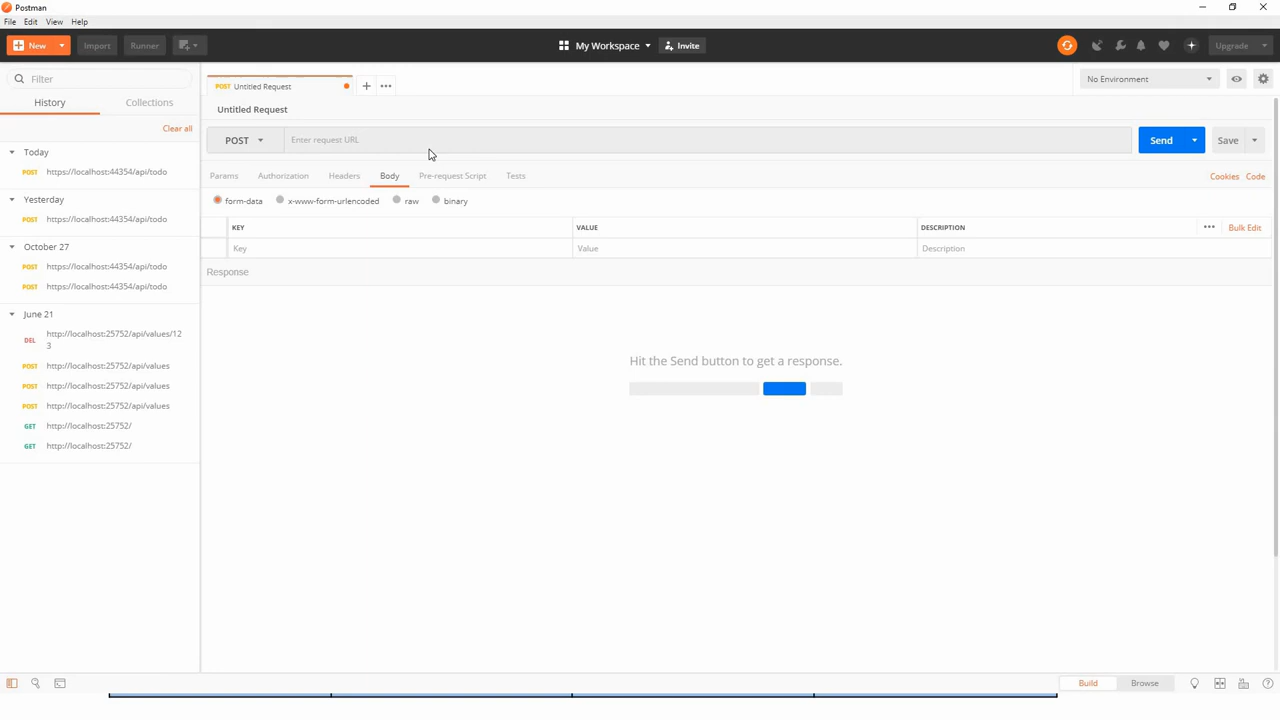 Postman
File Edit View Help
New Import Runner My Workspace Invite Upgrade
Filter
History Collections
Clear all
Today
POST https://localhost:44354/api/todo
Yesterday
POST https://localhost:44354/api/todo
October 27
POST https://localhost:44354/api/todo
POST https://localhost:44354/api/todo
June 21
DEL http://localhost:25752/api/values/12
3
POST http://localhost:25752/api/values
POST http://localhost:25752/api/values
POST http://localhost:25752/api/values
GET http://localhost:25752/
GET http://localhost:25752/
POST Untitled Request
No Environment
Untitled Request
POST Enter request URL Send Save
Params Authorization Headers Body Pre-request Script Tests Cookies Code
form-data x-www-form-urlencoded raw binary
KEY VALUE DESCRIPTION Bulk Edit
Key Value Description
Response
Hit the Send button to get a response.
Build Browse